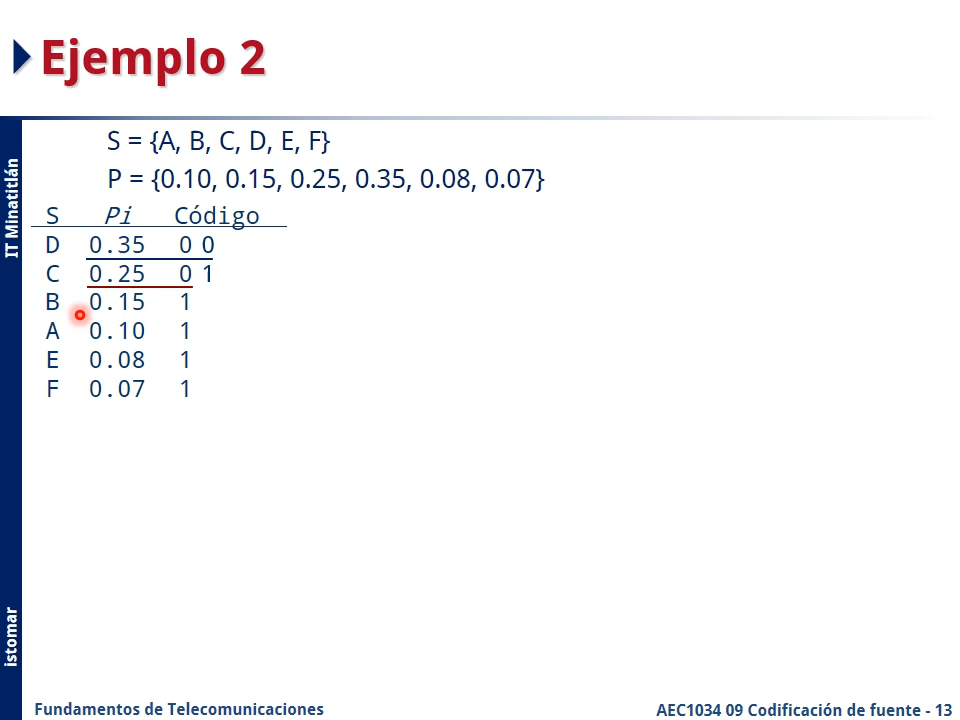 Ejemplo 2
S = {A, B, C, D, E, F}
P = {0.10, 0.15, 0.25, 0.35, 0.08, 0.07}
S Pi Código
D 0.35 0 0
C 0.25 0 1
B 0.15 1
A 0.10 1
E 0.08 1
F 0.07 1
IT Minatitlán
istomar
Fundamentos de Telecomunicaciones
AEC1034 09 Codificación de fuente - 13